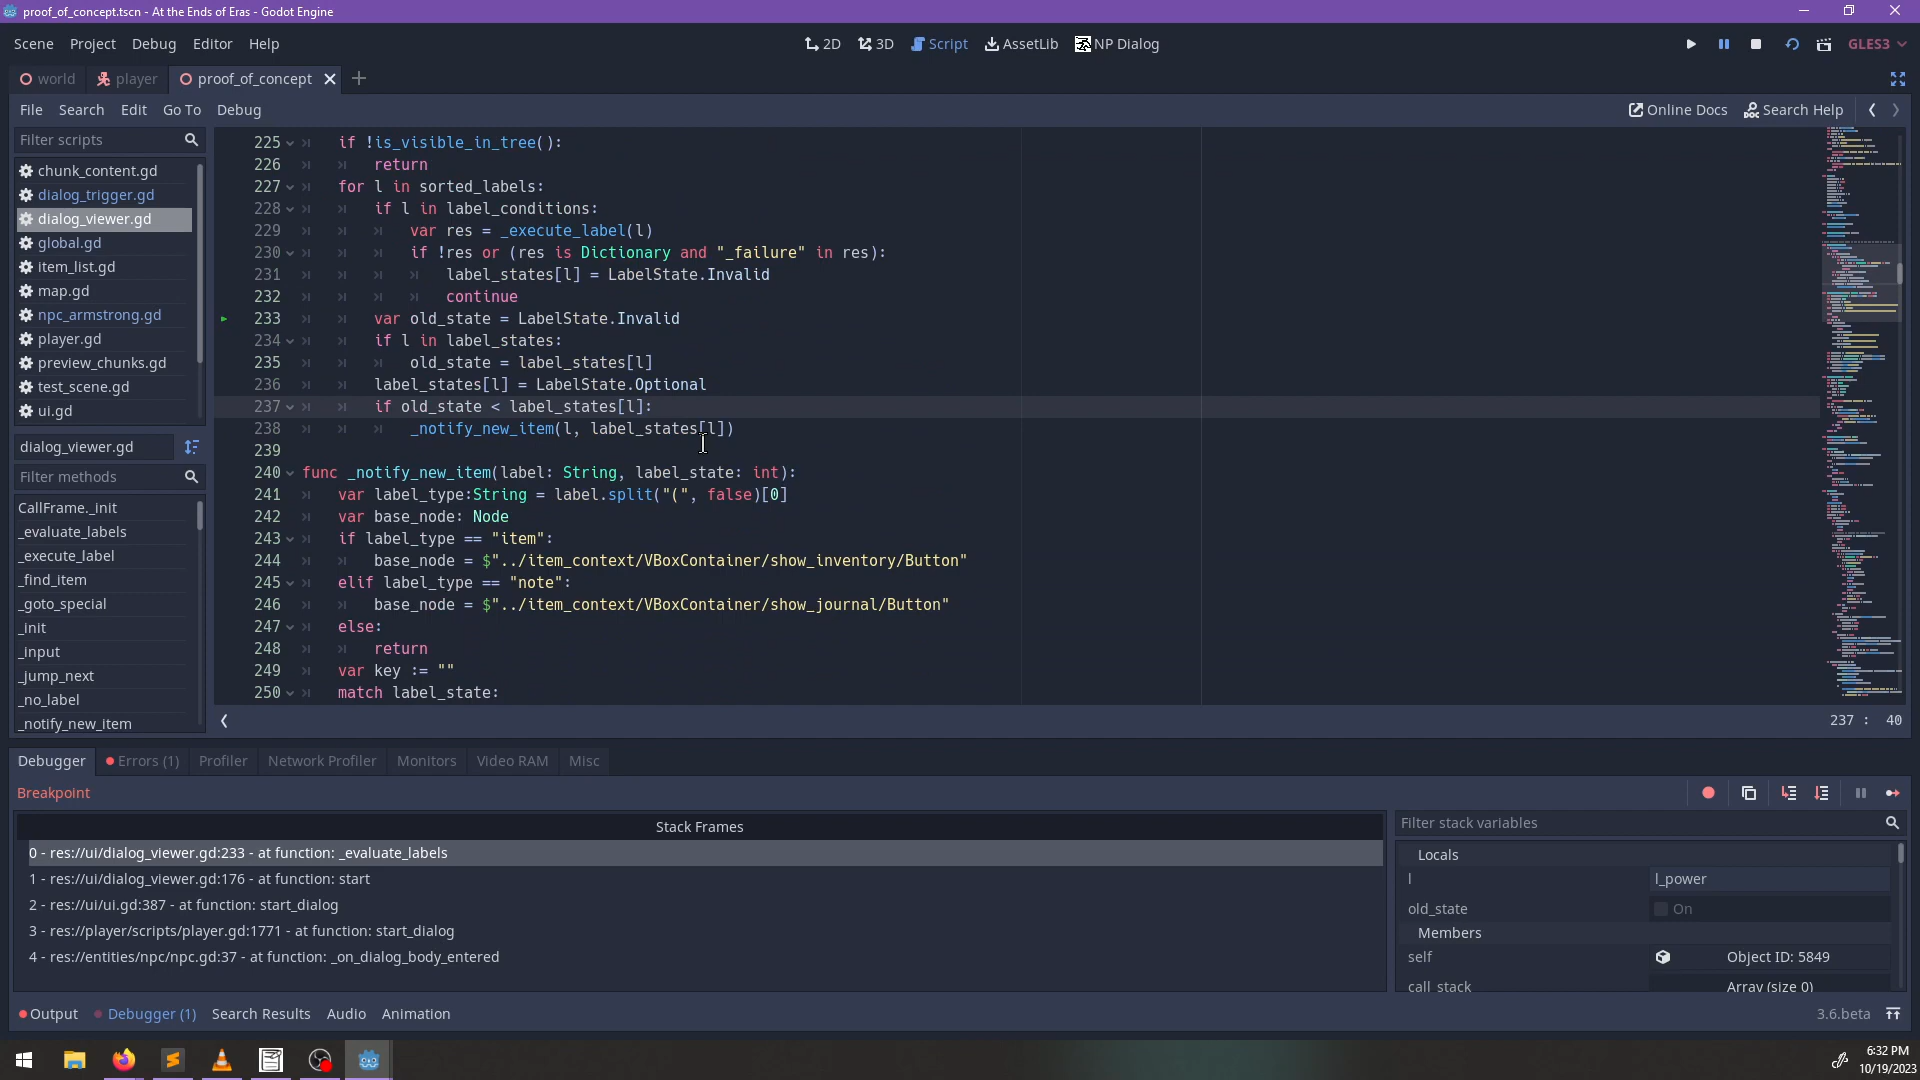 proof_of_concept.tscn - At the Ends of Eras - Godot Engine
Scene Project Debug Editor Help
2D 3D Script AssetLib NP Dialog
GLES3
world player proof_of_concept
File Search Edit Go To Debug
Online Docs Search Help
Filter scripts
chunk_content.gd
dialog_trigger.gd
dialog_viewer.gd
global.gd
item_list.gd
map.gd
npc_armstrong.gd
player.gd
preview_chunks.gd
test_scene.gd
ui.gd
dialog_viewer.gd
Filter methods
CallFrame._init
_evaluate_labels
_execute_label
_find_item
_goto_special
_init
_input
_jump_next
_no_label
_notify_new_item
225 if !is_visible_in_tree():
226 return
227 for l in sorted_labels:
228 if l in label_conditions:
229 var res = _execute_label(l)
230 if !res or (res is Dictionary and "_failure" in res):
231 label_states[l] = LabelState.Invalid
232 continue
233 var old_state = LabelState.Invalid
234 if l in label_states:
235 old_state = label_states[l]
236 label_states[l] = LabelState.Optional
237 if old_state < label_states[l]:
238 _notify_new_item(l, label_states[l])
239
240 func _notify_new_item(label: String, label_state: int):
241 var label_type:String = label.split("(", false)[0]
242 var base_node: Node
243 if label_type == "item":
244 base_node = $"../item_context/VBoxContainer/show_inventory/Button"
245 elif label_type == "note":
246 base_node = $"../item_context/VBoxContainer/show_journal/Button"
247 else:
248 return
249 var key := ""
250 match label_state:
237 : 40
Debugger Errors (1) Profiler Network Profiler Monitors Video RAM Misc
Breakpoint
Stack Frames
0 - res://ui/dialog_viewer.gd:233 - at function: _evaluate_labels
1 - res://ui/dialog_viewer.gd:176 - at function: start
2 - res://ui/ui.gd:387 - at function: start_dialog
3 - res://player/scripts/player.gd:1771 - at function: start_dialog
4 - res://entities/npc/npc.gd:37 - at function: _on_dialog_body_entered
Filter stack variables
Locals
l l_power
old_state On
Members
self Object ID: 5849
call_stack Array (size 0)
Output Debugger (1) Search Results Audio Animation
3.6.beta
6:32 PM
10/19/2023